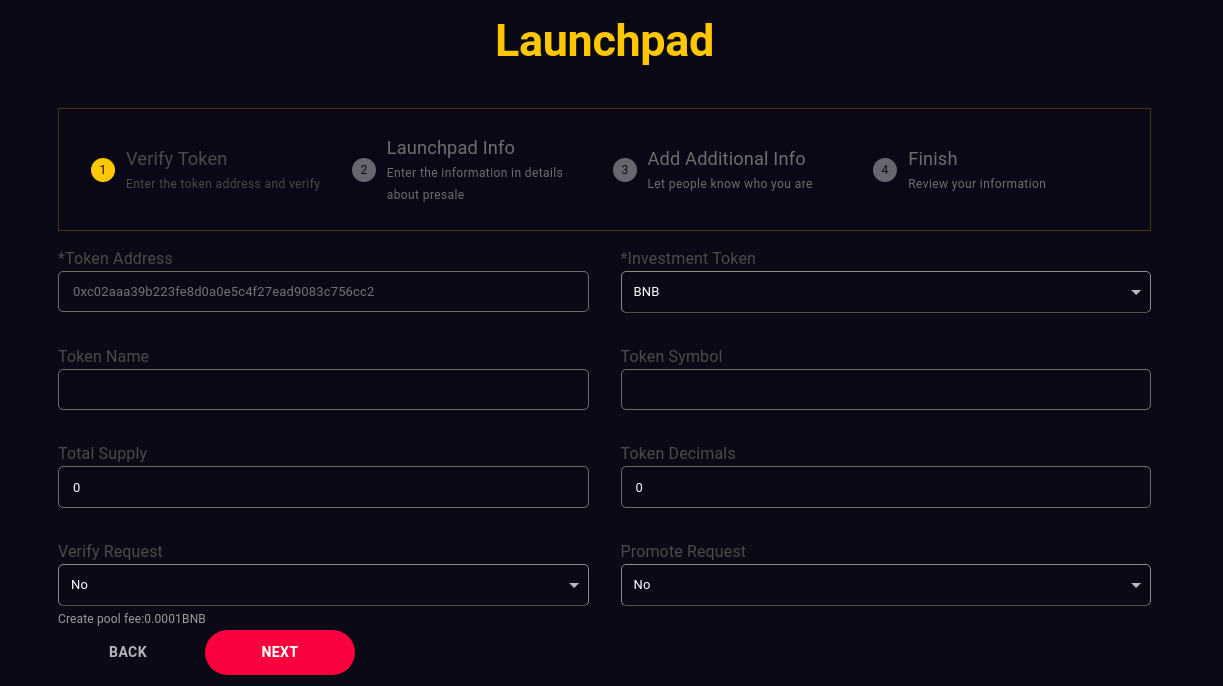 Launchpad
1
Verify Token
Enter the token address and verify
2
Launchpad Info
Enter the information in details
about presale
3
Add Additional Info
Let people know who you are
4
Finish
Review your information
*Token Address
*Investment Token
0xc02aaa39b223fe8d0a0e5c4f27ead9083c756cc2
BNB
Token Name
Token Symbol
Total Supply
Token Decimals
0
0
Verify Request
Promote Request
No
No
Create pool fee:0.0001BNB
BACK
NEXT